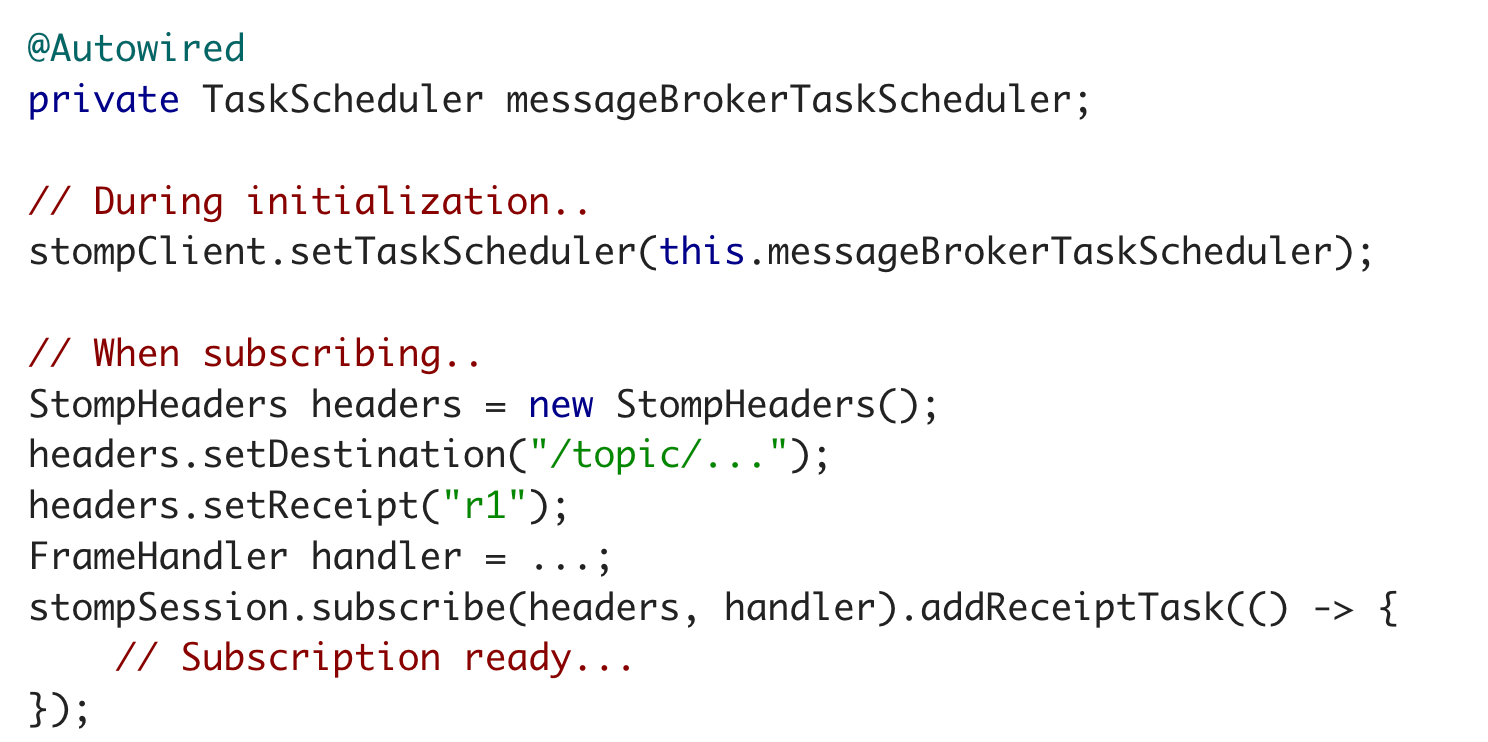 @Autowired
private TaskScheduler messageBrokerTaskScheduler;

// During initialization..
stompClient.setTaskScheduler(this.messageBrokerTaskScheduler);

// When subscribing..
StompHeaders headers = new StompHeaders();
headers.setDestination("/topic/...");
headers.setReceipt("r1");
FrameHandler handler = ...;
stompSession.subscribe(headers, handler).addReceiptTask(() -> {
    // Subscription ready...
});